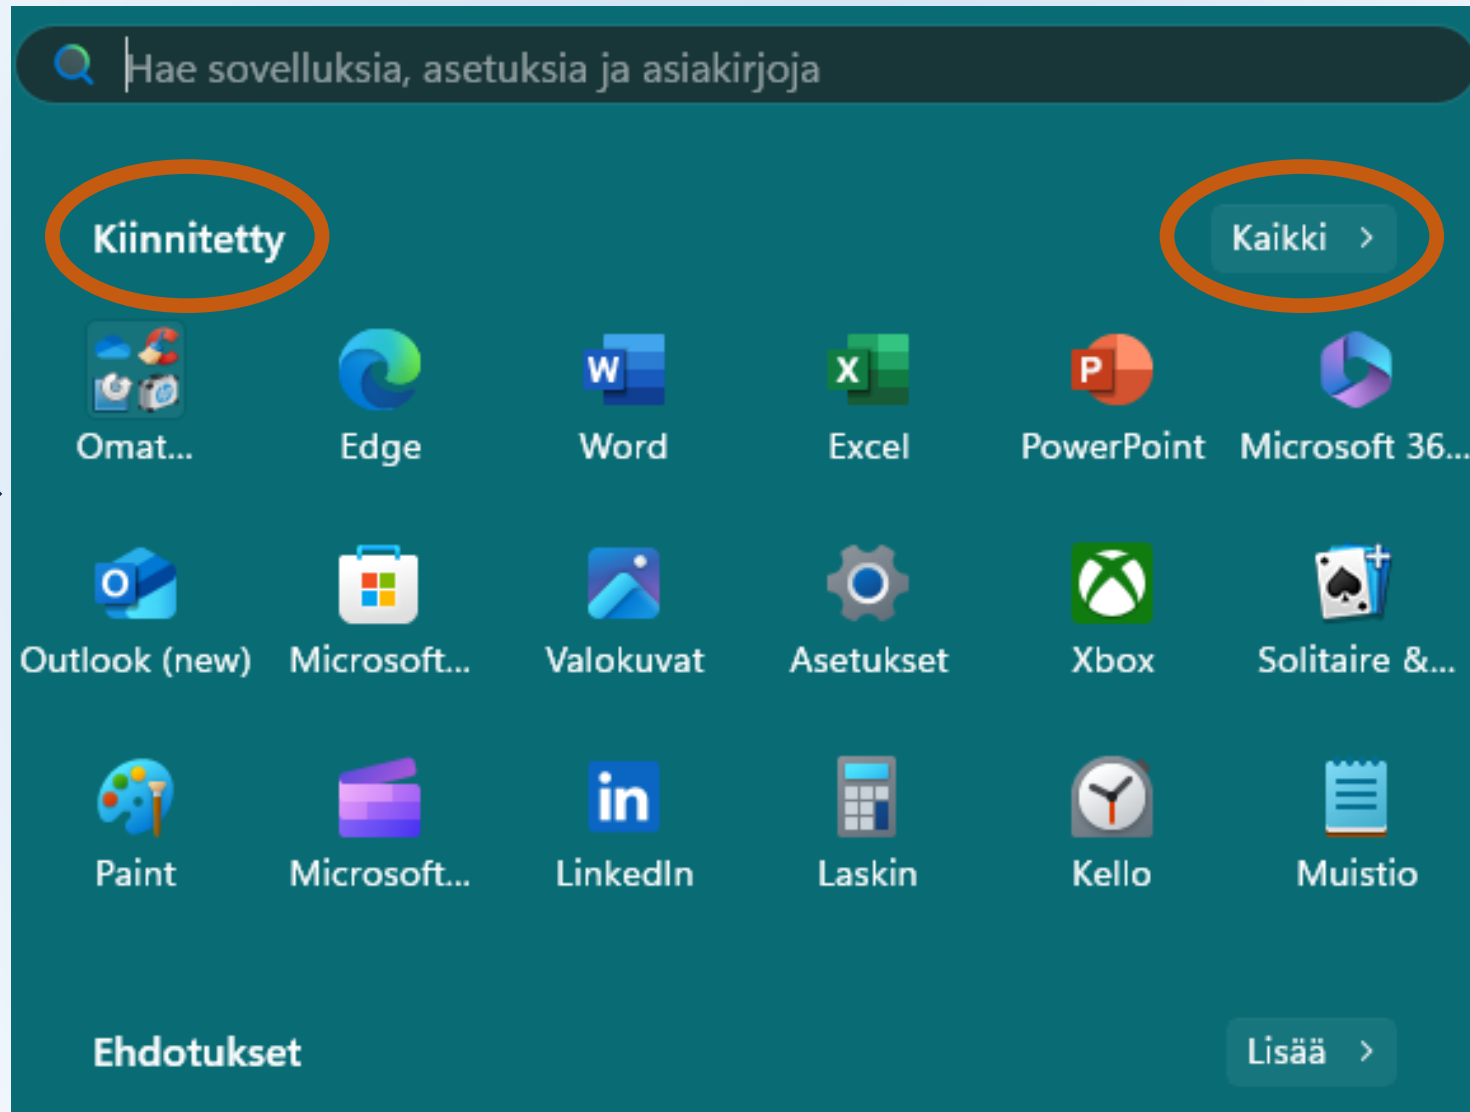 Hae sovelluksia, asetuksia ja asiakirjoja
Kiinnitetty Kaikki >
Omat... Edge Word Excel PowerPoint Microsoft 36...
Outlook (new) Microsoft... Valokuvat Asetukset Xbox Solitaire &...
Paint Microsoft... LinkedIn Laskin Kello Muistio
Ehdotukset Lisää >